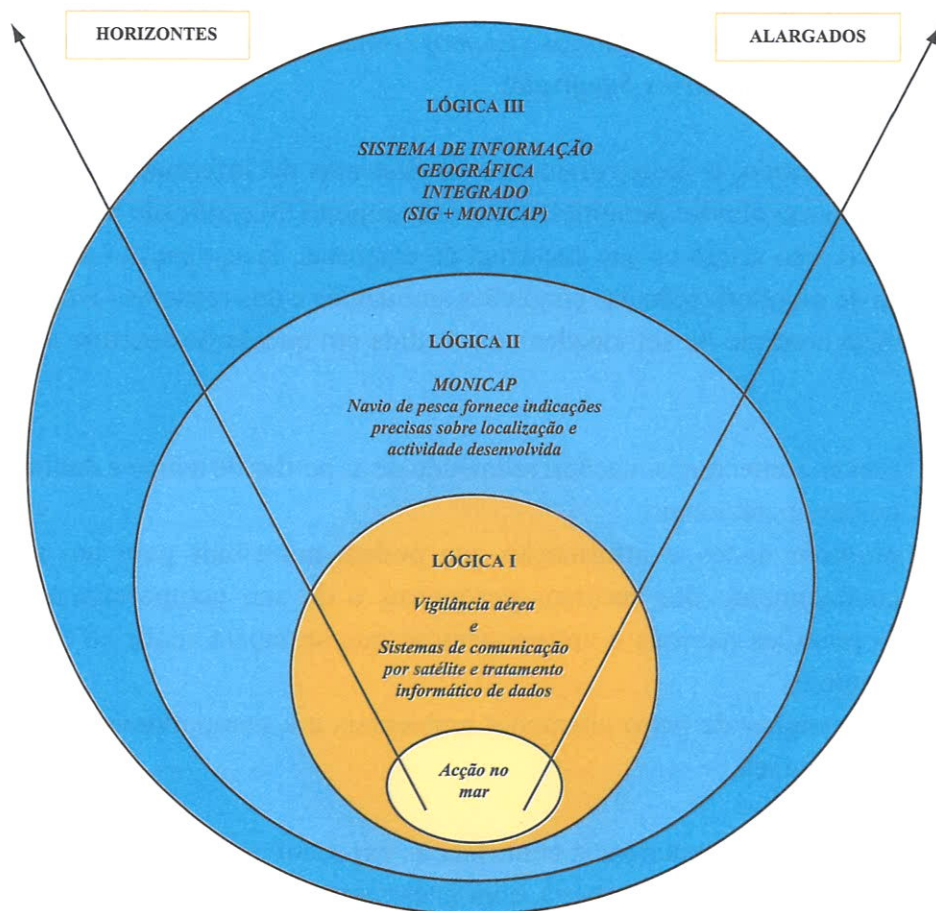 HORIZONTES
ALARGADOS
LÓGICA III
SISTEMA DE INFORMAÇÃO
GEOGRÁFICA
INTEGRADO
(SIG + MONICAP)
LÓGICA II
MONICAP
Navio de pesca fornece indicações
precisas sobre localização e
actividade desenvolvida
LÓGICA I
Vigilância aérea
e
Sistemas de comunicação
por satélite e tratamento
informático de dados
Acção no
mar